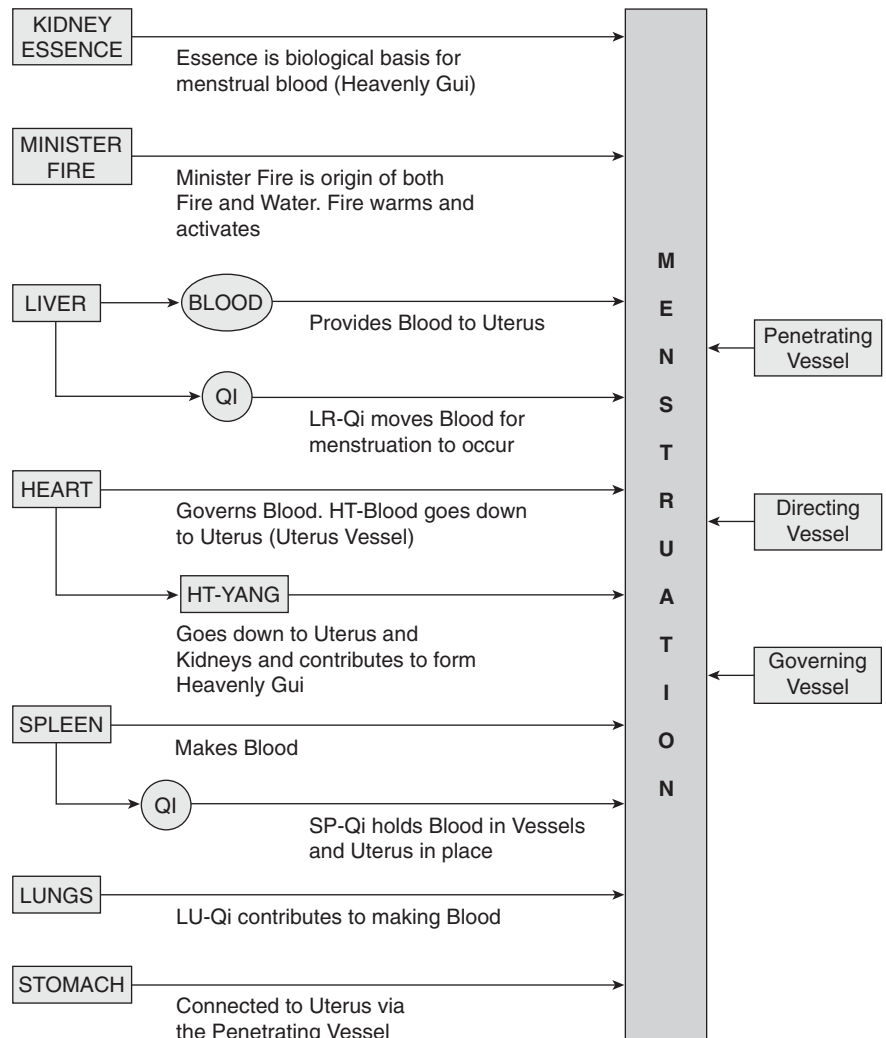 KIDNEY
ESSENCE
Essence is biological basis for
menstrual blood (Heavenly Gui)
MINISTER
FIRE
Minister Fire is origin of both
Fire and Water. Fire warms and
activates
LIVER
BLOOD
Provides Blood to Uterus
QI
LR-Qi moves Blood for
menstruation to occur
HEART
Governs Blood. HT-Blood goes down
to Uterus (Uterus Vessel)
HT-YANG
Goes down to Uterus and
Kidneys and contributes to form
Heavenly Gui
SPLEEN
Makes Blood
QI
SP-Qi holds Blood in Vessels
and Uterus in place
LUNGS
LU-Qi contributes to making Blood
STOMACH
Connected to Uterus via
the Penetrating Vessel
M
E
N
S
T
R
U
A
T
I
O
N
Penetrating
Vessel
Directing
Vessel
Governing
Vessel